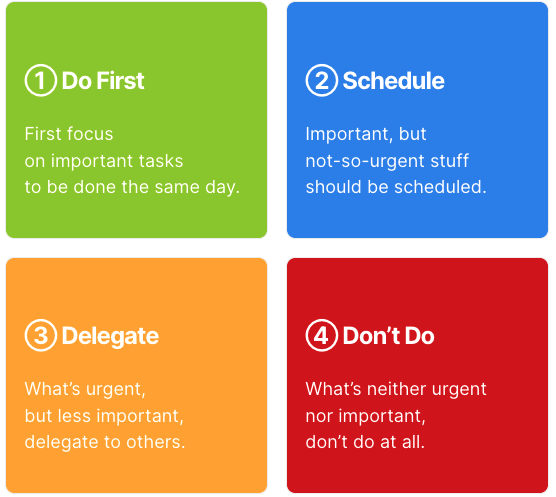 ① Do First
First focus
on important tasks
to be done the same day.
② Schedule
Important, but
not-so-urgent stuff
should be scheduled.
③ Delegate
What’s urgent,
but less important,
delegate to others.
④ Don’t Do
What’s neither urgent
nor important,
don’t do at all.